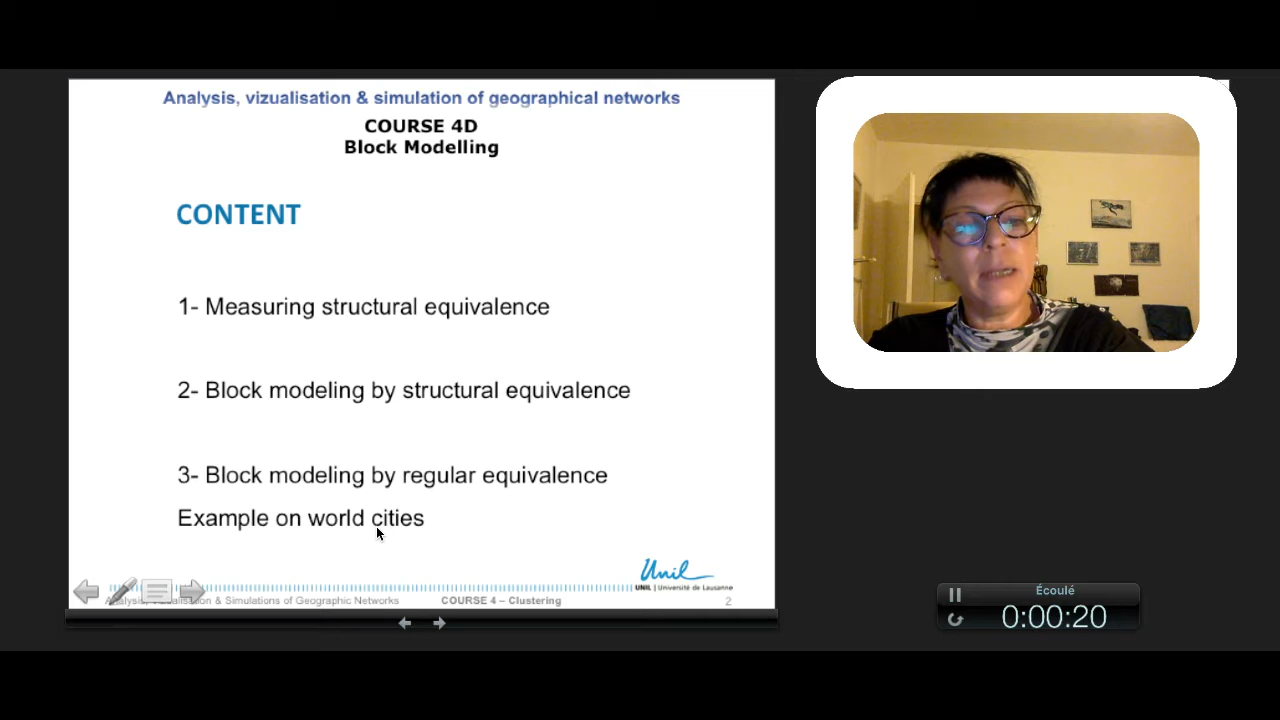 Analysis, vizualisation & simulation of geographical networks
COURSE 4D
Block Modelling
CONTENT
1- Measuring structural equivalence
2- Block modeling by structural equivalence
3- Block modeling by regular equivalence
Example on world cities
Unil
UNIL | Université de Lausanne
& Simulations of Geographic Networks
COURSE 4 – Clustering
2
Écoulé
0:00:20